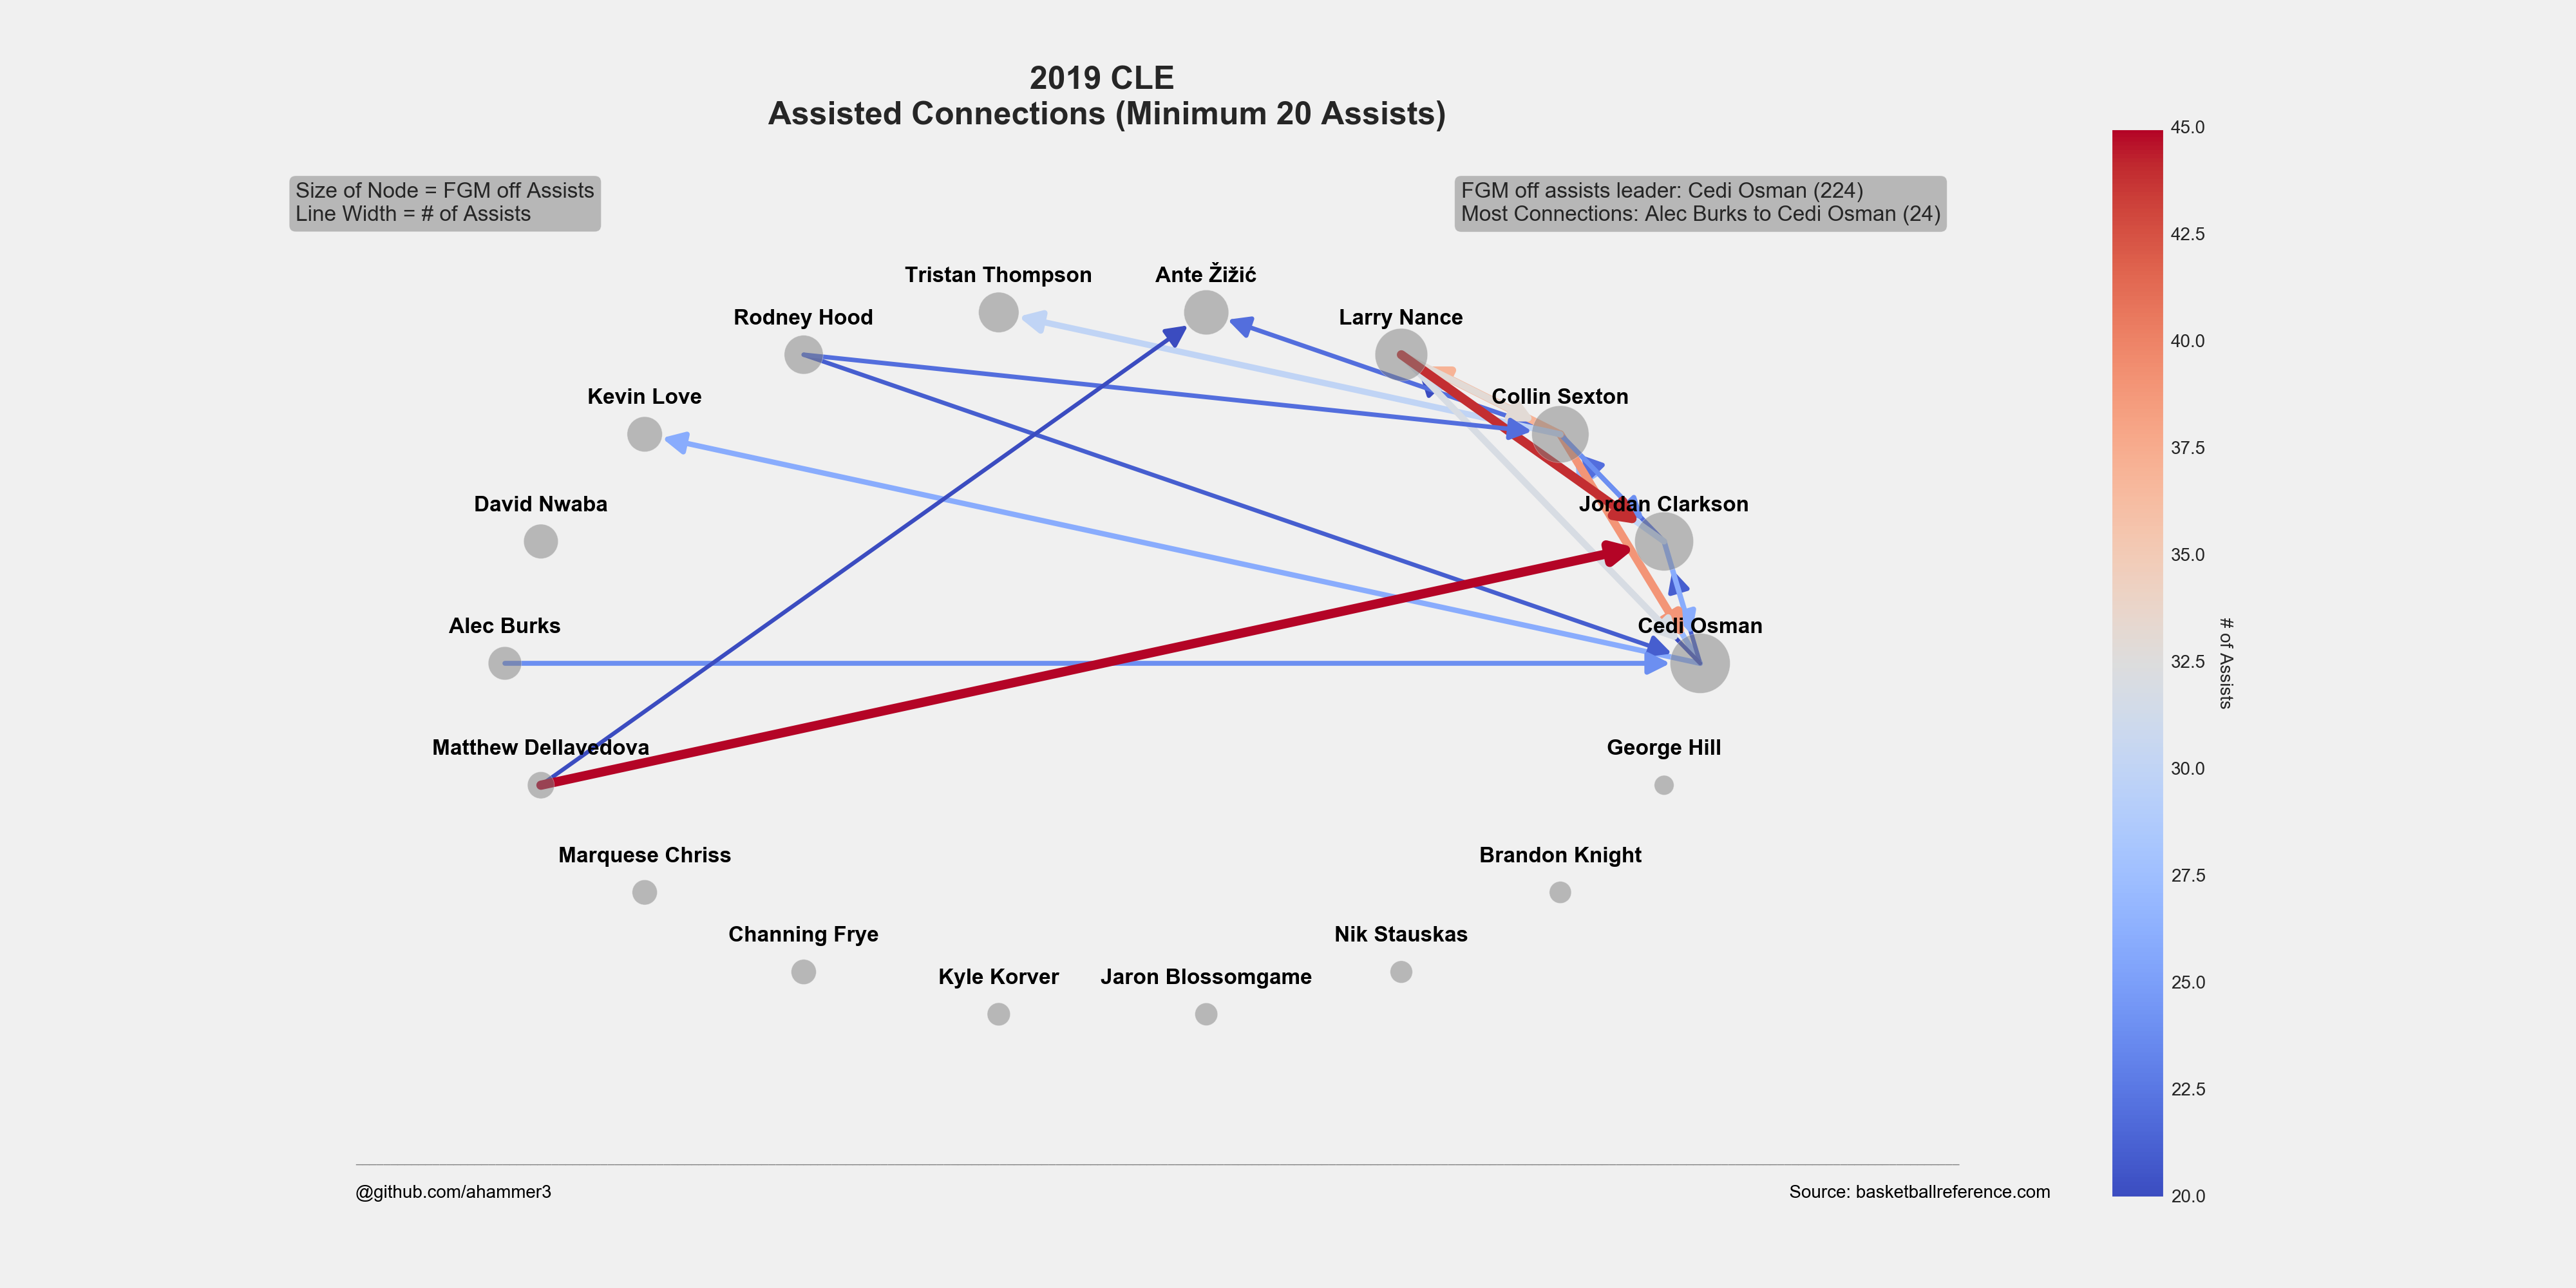 2019 CLE
Assisted Connections (Minimum 20 Assists)
Size of Node = FGM off Assists
Line Width = # of Assists
FGM off assists leader: Cedi Osman (224)
Most Connections: Alec Burks to Cedi Osman (24)
Tristan Thompson
Ante Žižić
Rodney Hood
Larry Nance
Kevin Love
Collin Sexton
David Nwaba
Jordan Clarkson
Alec Burks
Cedi Osman
Matthew Dellavedova
George Hill
Marquese Chriss
Brandon Knight
Channing Frye
Nik Stauskas
Kyle Korver
Jaron Blossomgame
45.0
42.5
40.0
37.5
35.0
32.5
30.0
27.5
25.0
22.5
20.0
# of Assists
@github.com/ahammer3
Source: basketballreference.com